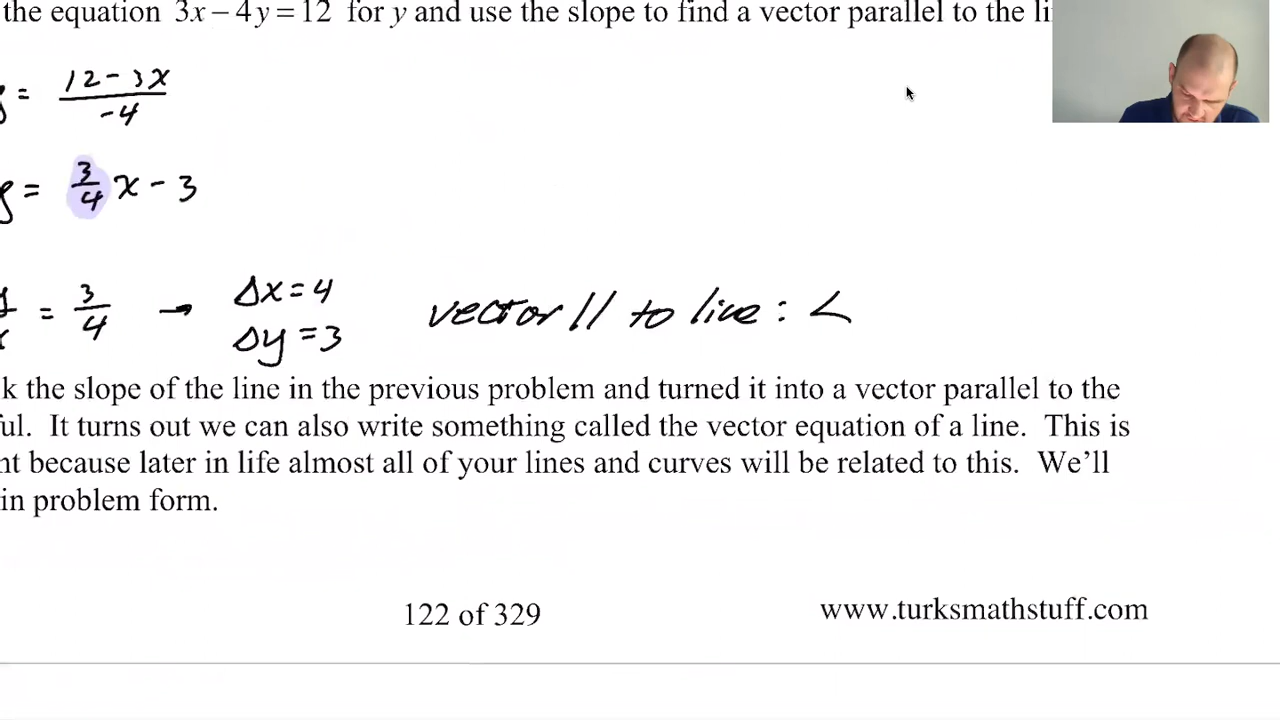 the equation 3x − 4y = 12 for y and use the slope to find a vector parallel to the
= 12 - 3x / -4
= 3/4 x - 3
= 3/4 → Δx = 4
Δy = 3
vector // to line : <
k the slope of the line in the previous problem and turned it into a vector parallel to the
ful. It turns out we can also write something called the vector equation of a line. This is
nt because later in life almost all of your lines and curves will be related to this. We'll
in problem form.
122 of 329
www.turksmathstuff.com